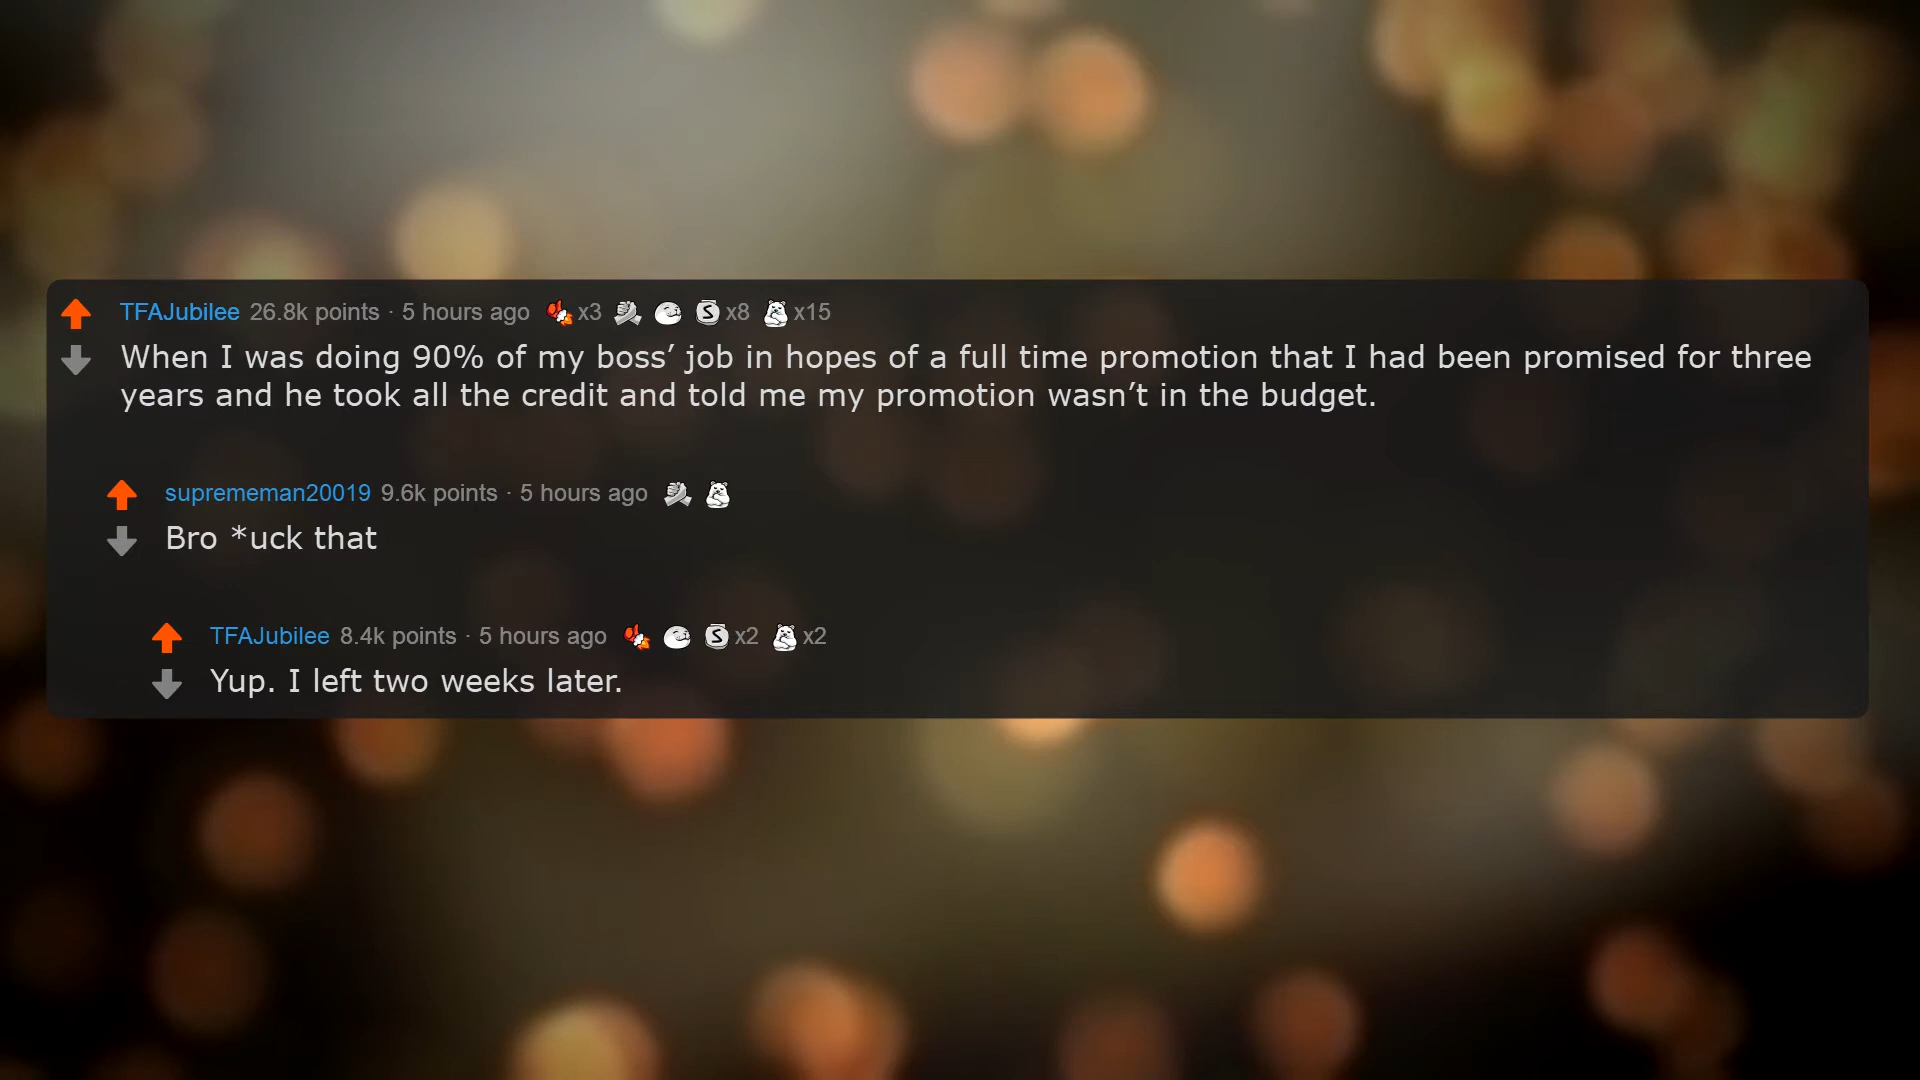 TFAJubilee 26.8k points · 5 hours ago x3 S x8 x15
When I was doing 90% of my boss’ job in hopes of a full time promotion that I had been promised for three
years and he took all the credit and told me my promotion wasn’t in the budget.
suprememan20019 9.6k points · 5 hours ago
Bro *uck that
TFAJubilee 8.4k points · 5 hours ago S x2 x2
Yup. I left two weeks later.